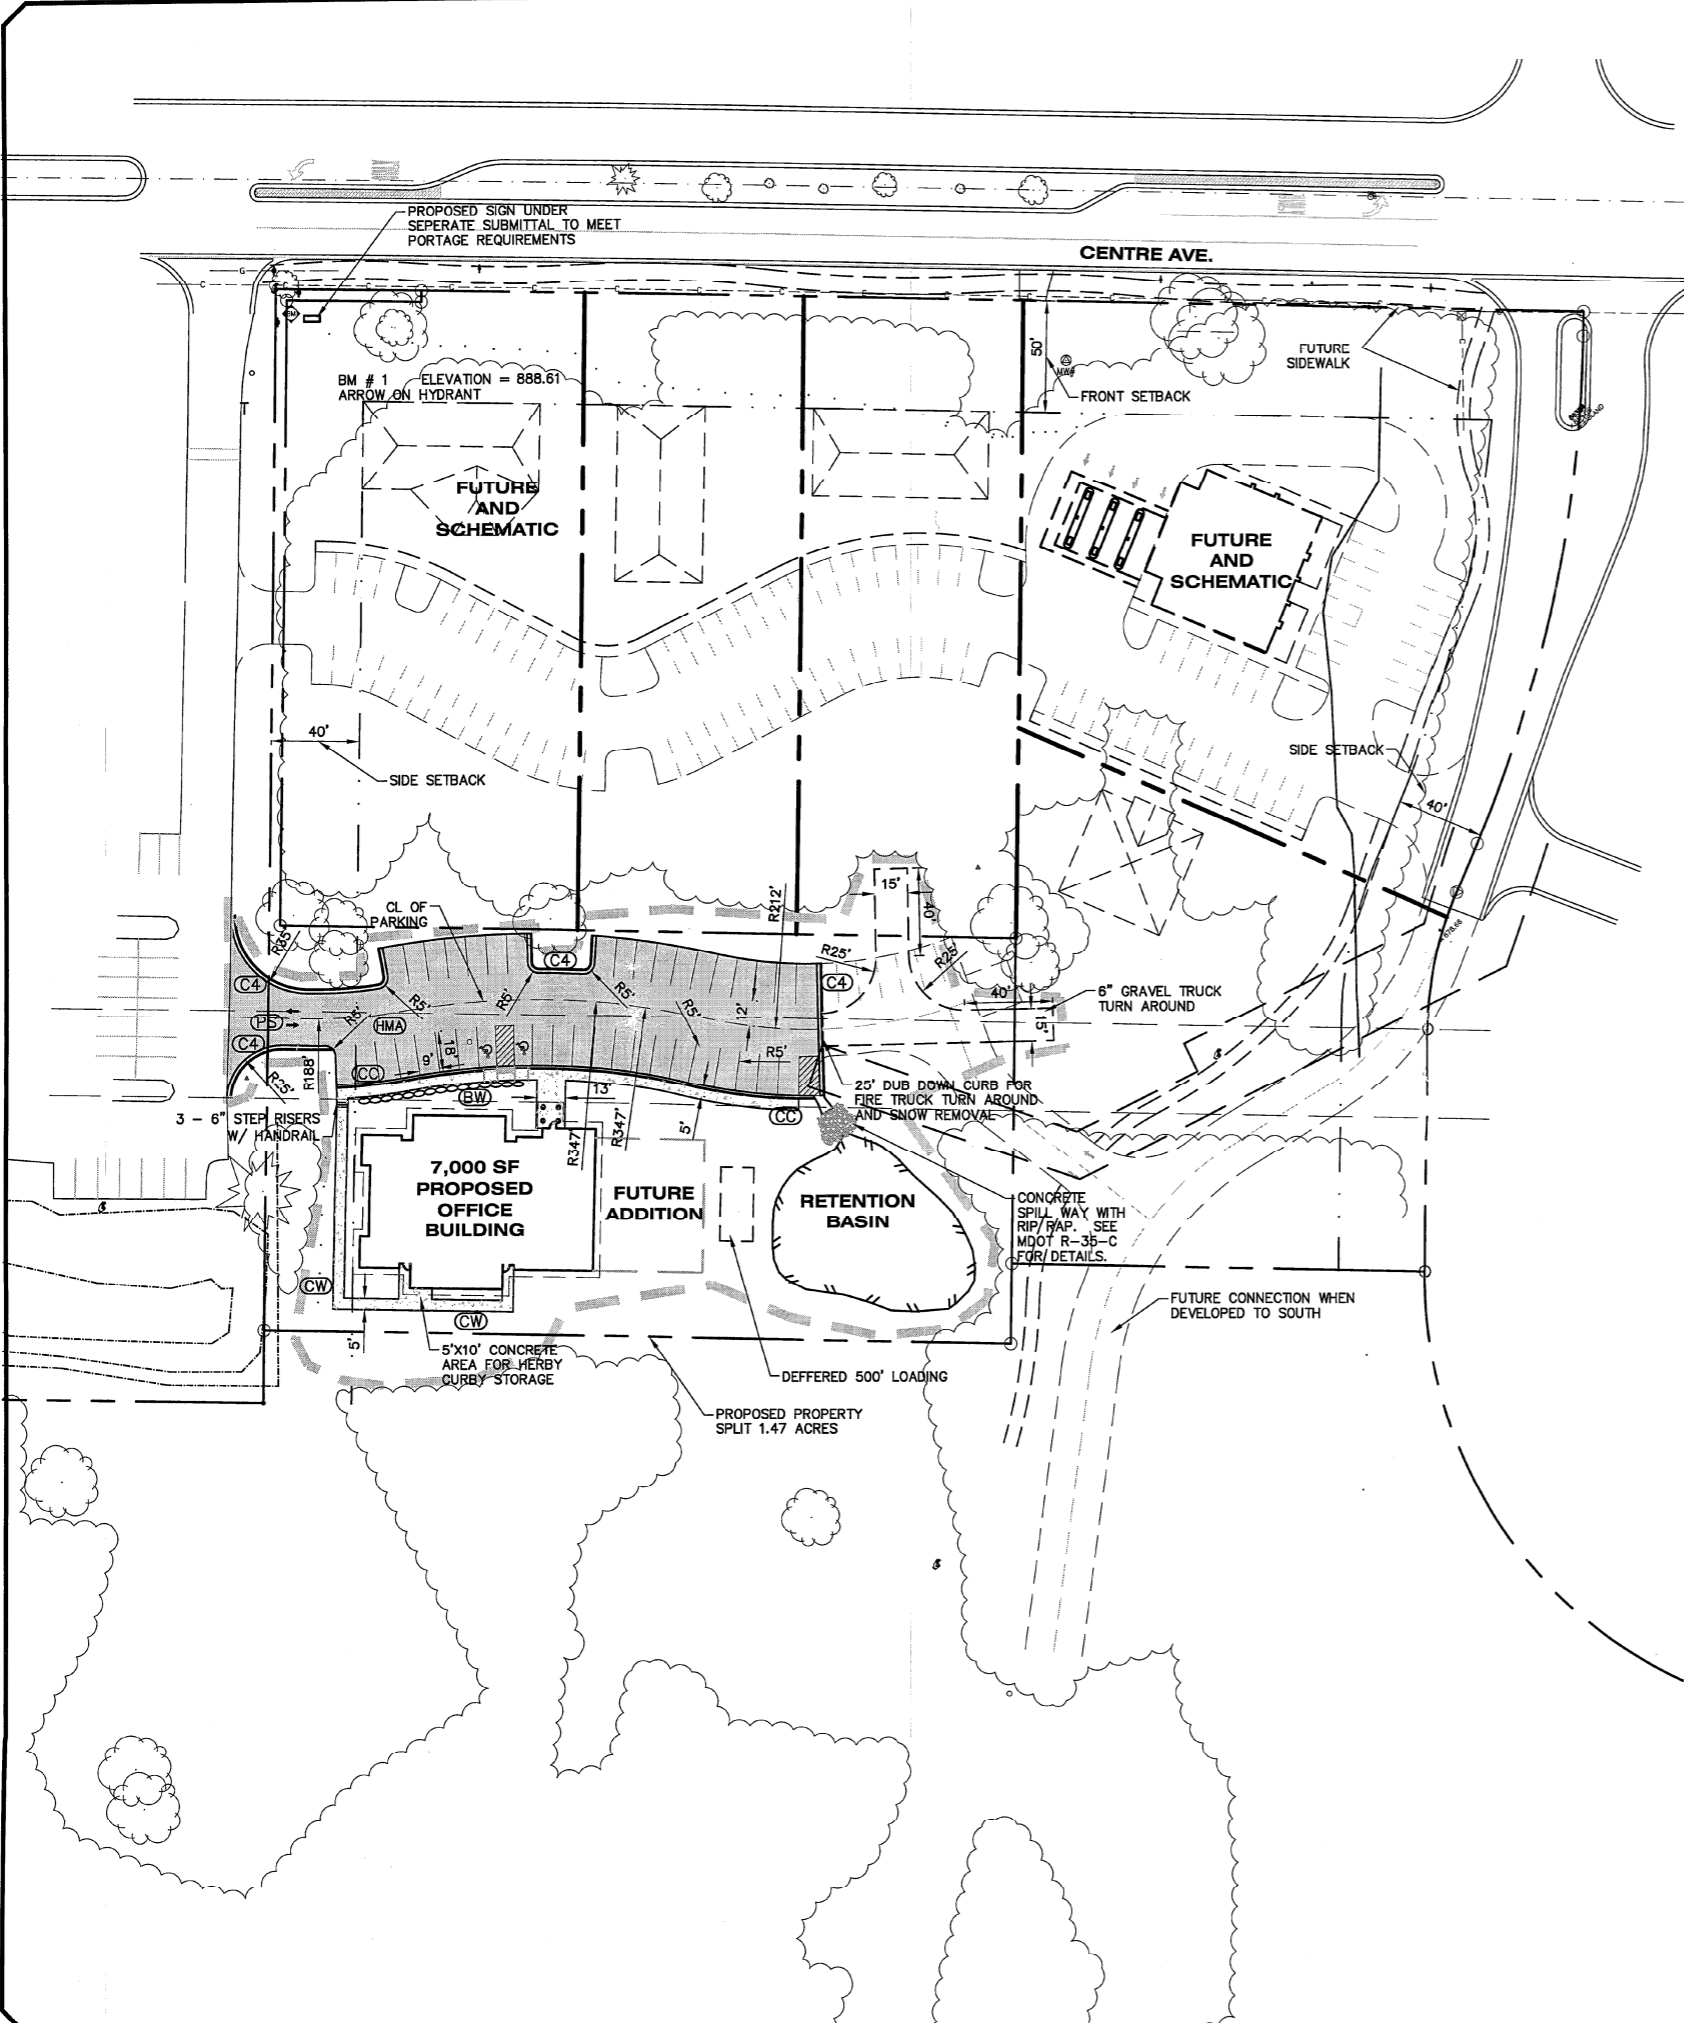 PROPOSED SIGN UNDER
SEPERATE SUBMITTAL TO MEET
PORTAGE REQUIREMENTS
CENTRE AVE.
G
C
C
C
C
C
C
C
C
C
BM
BM # 1 ELEVATION = 888.61
ARROW ON HYDRANT
T
50'
FRONT SETBACK
FUTURE
SIDEWALK
FUTURE
AND
SCHEMATIC
FUTURE
AND
SCHEMATIC
40'
SIDE SETBACK
SIDE SETBACK
40'
CL OF
PARKING
R212'
15'
40'
R35'
R25'
R25'
C4
C4
C4
40'
15'
6" GRAVEL TRUCK
TURN AROUND
PS
R5'
R5'
R5'
R5'
R5'
R5'
HMA
12'
C4
R25'
R188'
CC
9'
18'
BW
13'
R347'
R347'
5'
CC
25' DUB DOWN CURB FOR
FIRE TRUCK TURN AROUND
AND SNOW REMOVAL
3 - 6" STEP RISERS
W/ HANDRAIL
7,000 SF
PROPOSED
OFFICE
BUILDING
FUTURE
ADDITION
RETENTION
BASIN
CONCRETE
SPILL WAY WITH
RIP/RAP. SEE
MDOT R-35-C
FOR DETAILS.
CW
CW
5'
5'X10' CONCRETE
AREA FOR HERBY
CURBY STORAGE
DEFFERED 500' LOADING
PROPOSED PROPERTY
SPLIT 1.47 ACRES
FUTURE CONNECTION WHEN
DEVELOPED TO SOUTH